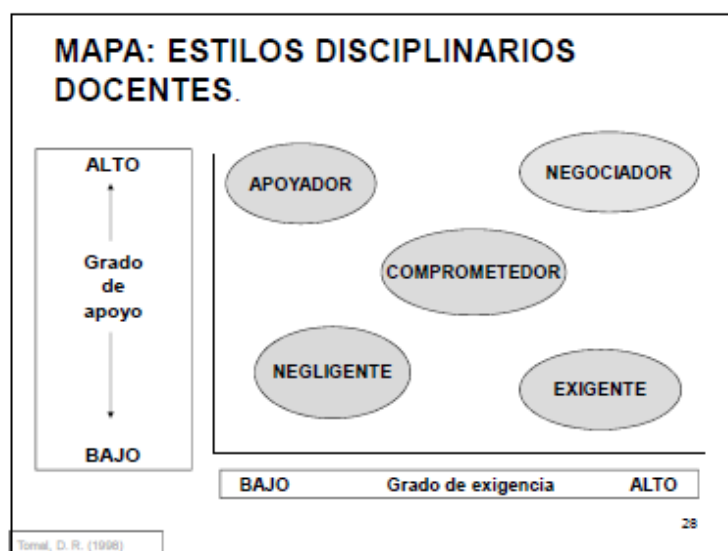 MAPA: ESTILOS DISCIPLINARIOS
DOCENTES.
ALTO
Grado
de
apoyo
BAJO
APOYADOR
NEGOCIADOR
COMPROMETEDOR
NEGLIGENTE
EXIGENTE
BAJO Grado de exigencia ALTO
28
Tomal, D. R. (1998)